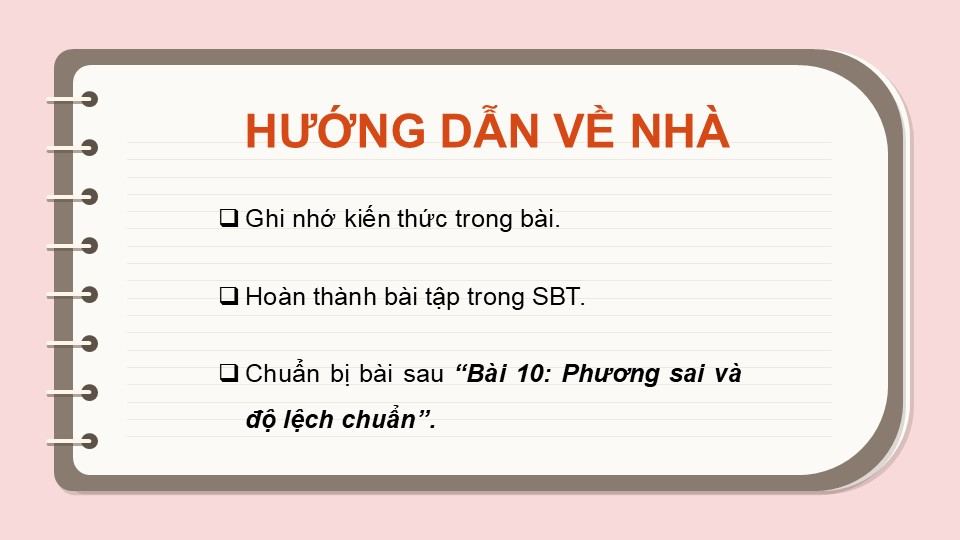 HƯỚNG DẪN VỀ NHÀ
❑ Ghi nhớ kiến thức trong bài.
❑ Hoàn thành bài tập trong SBT.
❑ Chuẩn bị bài sau “Bài 10: Phương sai và
độ lệch chuẩn”.